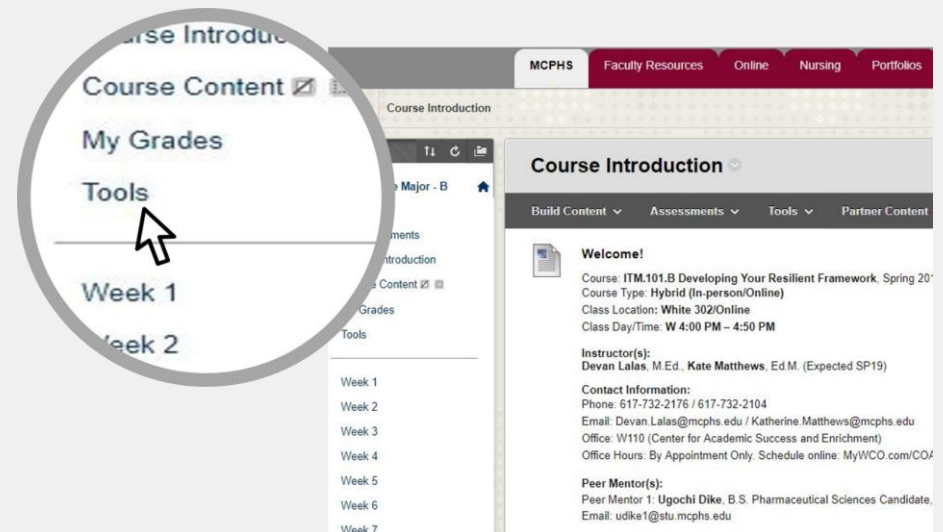 rse Introduc
Course Content
My Grades
Tools
Week 1
Week 2
MCPHS Faculty Resources Online Nursing Portfolios
Course Introduction
Major - B
ments
ntroduction
Content
Grades
Tools
Week 1
Week 2
Week 3
Week 4
Week 5
Week 6
Week 7
Course Introduction
Build Content Assessments Tools Partner Content
Welcome!
Course: ITM.101.B Developing Your Resilient Framework, Spring 201
Course Type: Hybrid (In-person/Online)
Class Location: White 302/Online
Class Day/Time: W 4:00 PM – 4:50 PM
Instructor(s):
Devan Lalas, M.Ed., Kate Matthews, Ed.M. (Expected SP19)
Contact Information:
Phone: 617-732-2176 / 617-732-2104
Email: Devan.Lalas@mcphs.edu / Katherine.Matthews@mcphs.edu
Office: W110 (Center for Academic Success and Enrichment)
Office Hours: By Appointment Only. Schedule online: MyWCO.com/COA
Peer Mentor(s):
Peer Mentor 1: Ugochi Dike, B.S. Pharmaceutical Sciences Candidate,
Email: udike1@stu.mcphs.edu